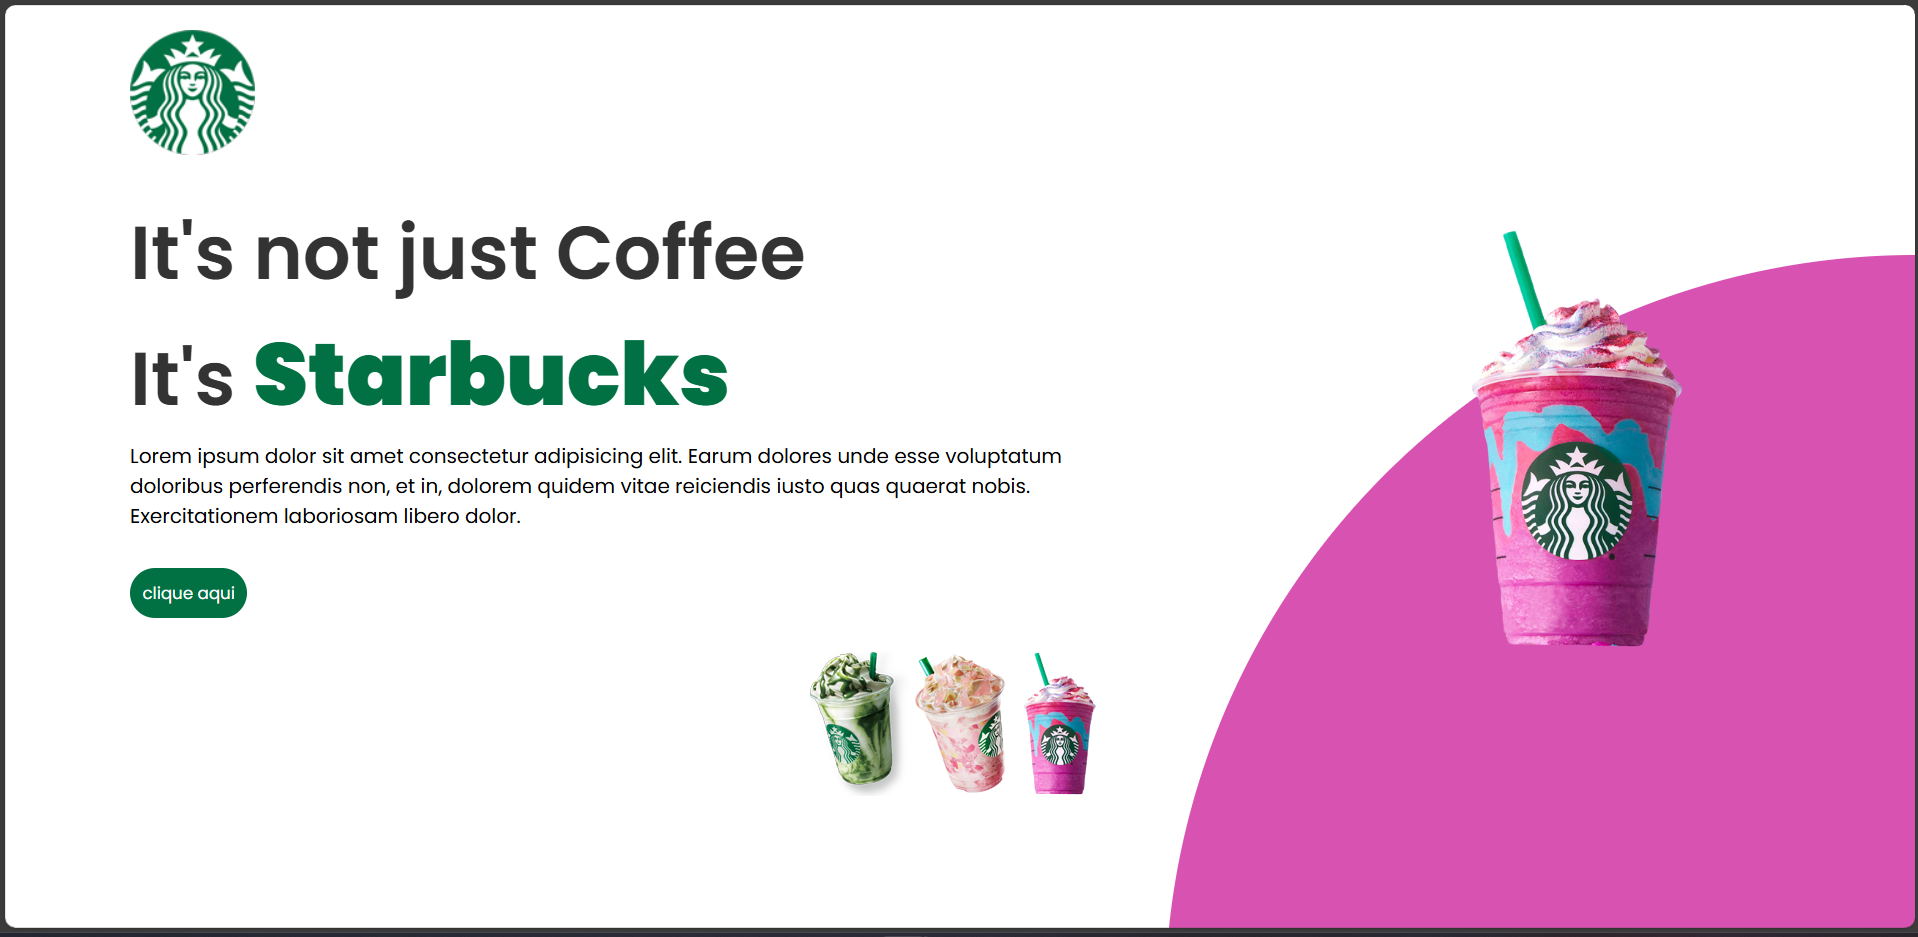 It's not just Coffee
It's Starbucks
Lorem ipsum dolor sit amet consectetur adipisicing elit. Earum dolores unde esse voluptatum
doloribus perferendis non, et in, dolorem quidem vitae reiciendis iusto quas quaerat nobis.
Exercitationem laboriosam libero dolor.
clique aqui